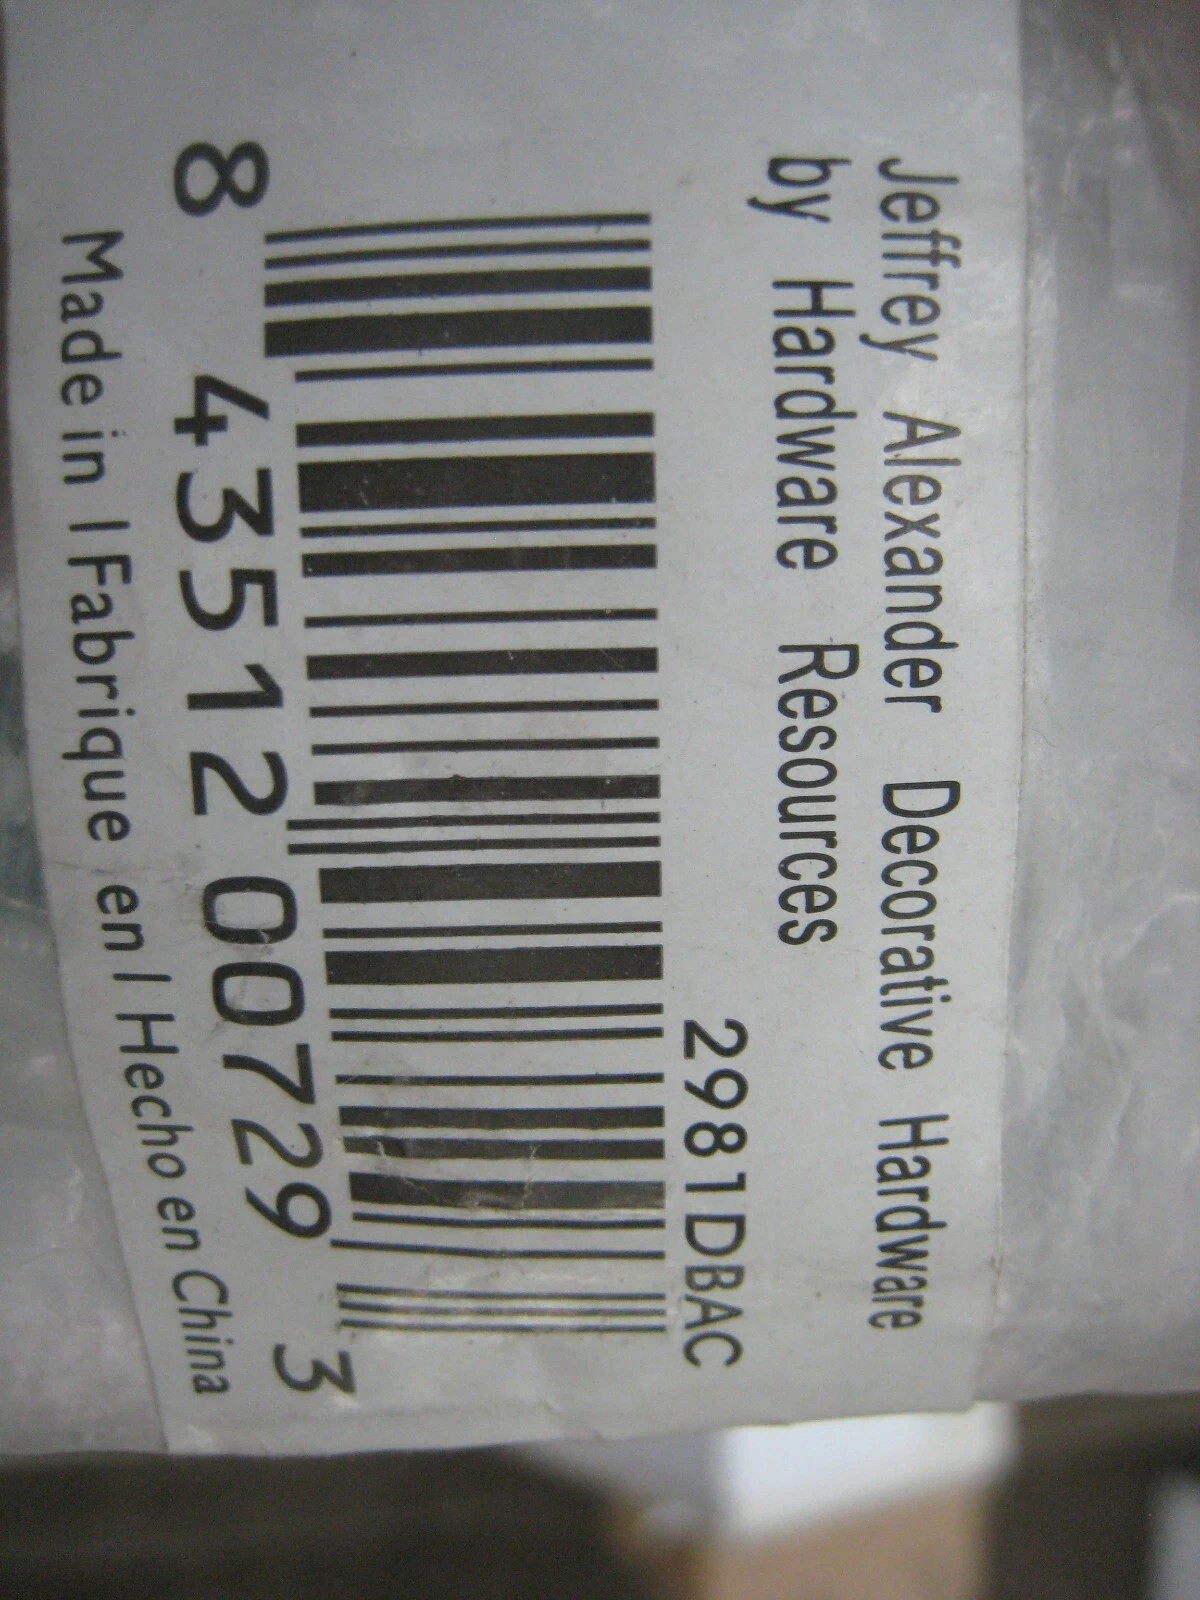 Jeffrey Alexander Decorative Hardware
by Hardware Resources
2981DBAC
8 43512 00729 3
Made in | Fabrique en | Hecho en China